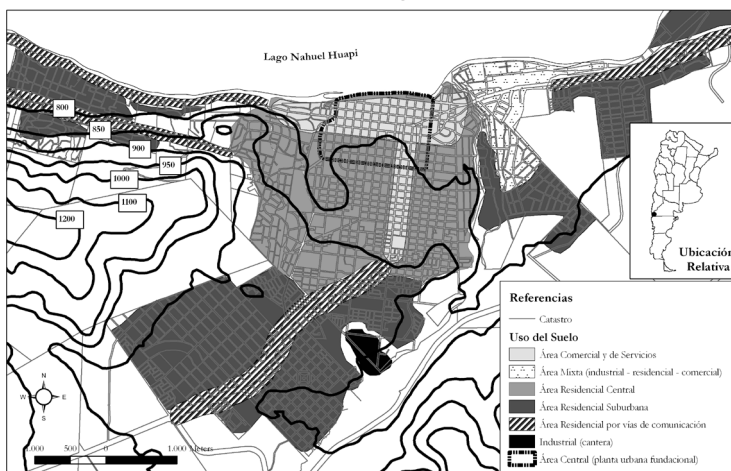 Lago Nahuel Huapi
800
850
900
950
1000
1100
1200
Ubicación
Relativa
Referencias
Catastro
Uso del Suelo
Área Comercial y de Servicios
Área Mixta (industrial - residencial - comercial)
Área Residencial Central
Área Residencial Suburbana
Área Residencial por vías de comunicación
Industrial (cantera)
Área Central (planta urbana fundacional)
N
W E
S
1.000 500 0 1.000 Meters